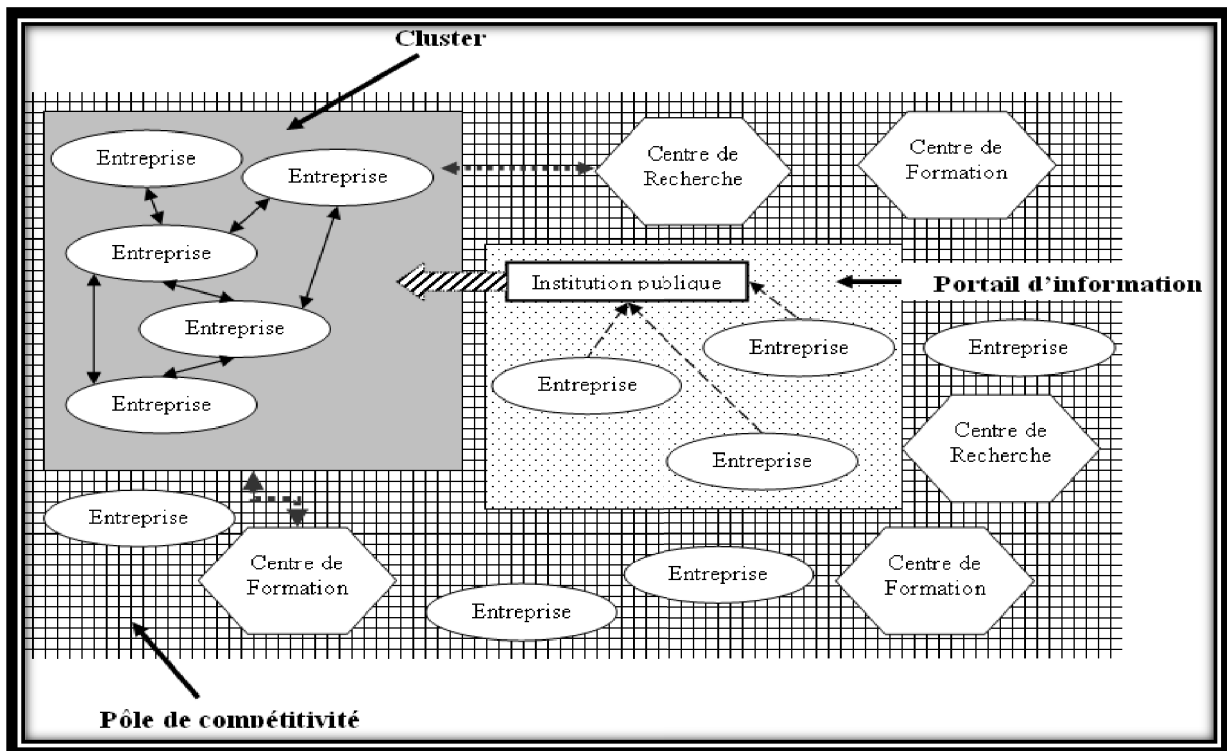 Cluster
Entreprise
Entreprise
Entreprise
Entreprise
Entreprise
Centre de
Recherche
Centre de
Formation
Institution publique
Portail d'information
Entreprise
Entreprise
Entreprise
Entreprise
Centre de
Recherche
Entreprise
Centre de
Formation
Entreprise
Entreprise
Centre de
Formation
Pôle de compétitivité